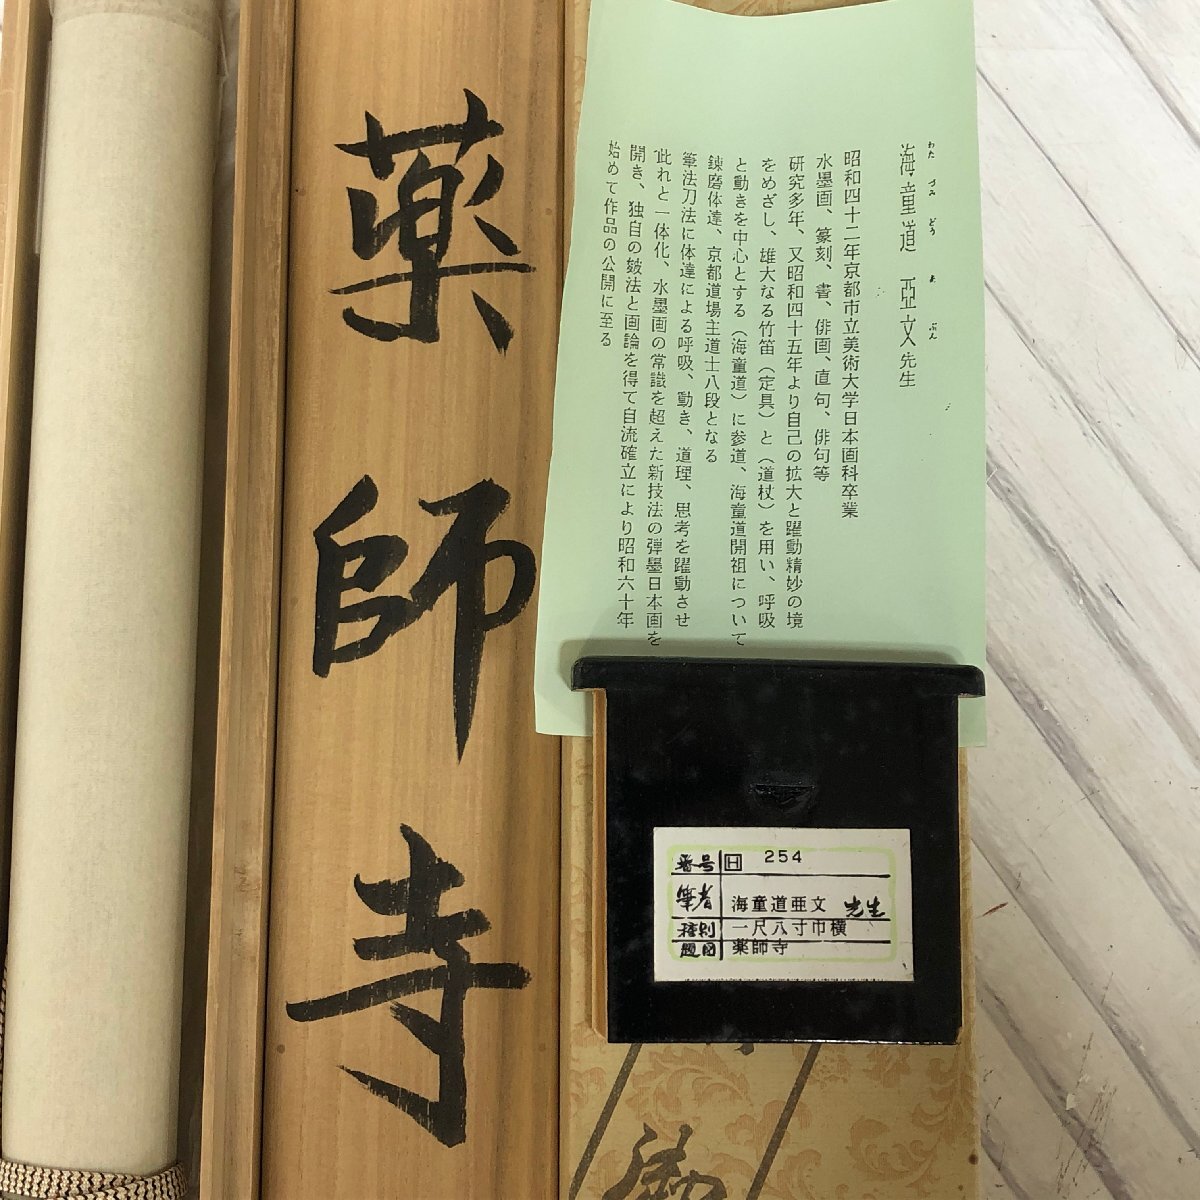 海童道 亞文先生
わたづみどう あぶん
昭和四十二年京都市立美術大学日本画科卒業
水墨画、篆刻、書、俳画、直句、俳句等
研究多年、又昭和四十五年より自己の拡大と躍動精妙の境
をめざし、雄大なる竹笛（定具）と（道杖）を用い、呼吸
と動きを中心とする（海童道）に参道、海童道開祖について
錬磨体達、京都道場主道士八段となる
筆法刀法に体達による呼吸、動き、道理、思考を躍動させ
此れと一体化、水墨画の常識を超えた新技法の弾墨日本画を
開き、独自の皴法と画論を得て自流確立により昭和六十年
始めて作品の公開に至る
薬師寺
番号 H 254
筆者 海童道亜文 先生
種別 一尺八寸巾横
題図 薬師寺